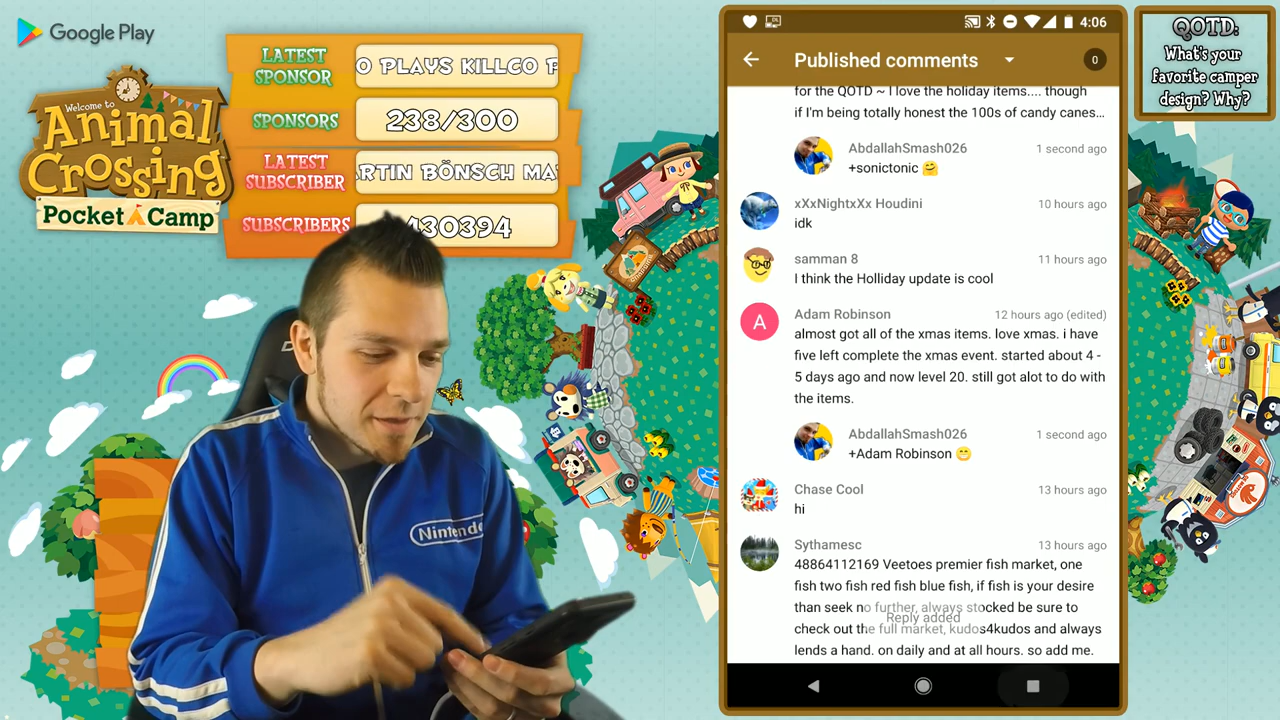 Google Play
Welcome to
Animal
Crossing
Pocket Camp
LATEST
SPONSOR
O PLAYS KILLCO P
SPONSORS
238/300
LATEST
SUBSCRIBER
RTIN BÖNSCH MA
SUBSCRIBERS
430394
Nintendo
4:06
Published comments
0
for the QOTD ~ I love the holiday items.... though
if I'm being totally honest the 100s of candy canes...
AbdallahSmash026
1 second ago
+sonictonic 🤗
xXxNightxXx Houdini
10 hours ago
idk
samman 8
11 hours ago
I think the Holliday update is cool
A
Adam Robinson
12 hours ago (edited)
almost got all of the xmas items. love xmas. i have
five left complete the xmas event. started about 4 -
5 days ago and now level 20. still got alot to do with
the items.
AbdallahSmash026
1 second ago
+Adam Robinson 😁
Chase Cool
13 hours ago
hi
Sythamesc
13 hours ago
48864112169 Veetoes premier fish market, one
fish two fish red fish blue fish, if fish is your desire
than seek no further, always stocked be sure to
Reply added
check out the full market, kudos4kudos and always
lends a hand. on daily and at all hours. so add me.
QOTD:
What's your
favorite camper
design? Why?